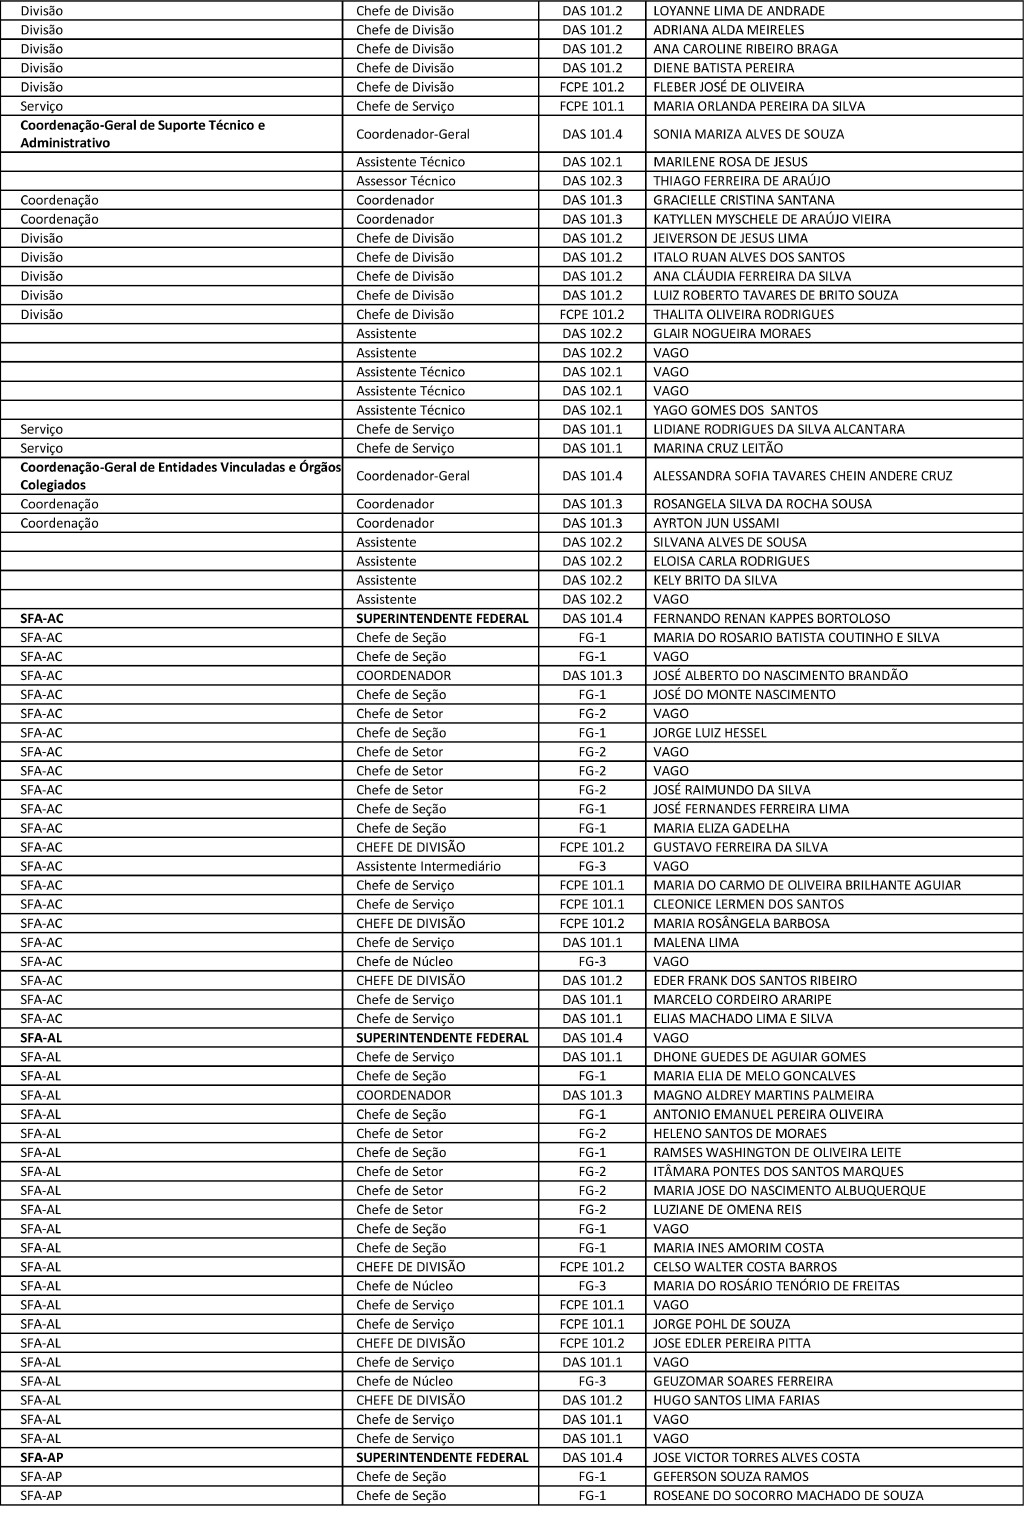 Divisão Chefe de Divisão DAS 101.2 LOYANNE LIMA DE ANDRADE
Divisão Chefe de Divisão DAS 101.2 ADRIANA ALDA MEIRELES
Divisão Chefe de Divisão DAS 101.2 ANA CAROLINE RIBEIRO BRAGA
Divisão Chefe de Divisão DAS 101.2 DIENE BATISTA PEREIRA
Divisão Chefe de Divisão FCPE 101.2 FLEBER JOSÉ DE OLIVEIRA
Serviço Chefe de Serviço FCPE 101.1 MARIA ORLANDA PEREIRA DA SILVA
Coordenação-Geral de Suporte Técnico e
Administrativo Coordenador-Geral DAS 101.4 SONIA MARIZA ALVES DE SOUZA
Assistente Técnico DAS 102.1 MARILENE ROSA DE JESUS
Assessor Técnico DAS 102.3 THIAGO FERREIRA DE ARAÚJO
Coordenação Coordenador DAS 101.3 GRACIELLE CRISTINA SANTANA
Coordenação Coordenador DAS 101.3 KATYLLEN MYSCHELE DE ARAÚJO VIEIRA
Divisão Chefe de Divisão DAS 101.2 JEIVERSON DE JESUS LIMA
Divisão Chefe de Divisão DAS 101.2 ITALO RUAN ALVES DOS SANTOS
Divisão Chefe de Divisão DAS 101.2 ANA CLÁUDIA FERREIRA DA SILVA
Divisão Chefe de Divisão DAS 101.2 LUIZ ROBERTO TAVARES DE BRITO SOUZA
Divisão Chefe de Divisão FCPE 101.2 THALITA OLIVEIRA RODRIGUES
Assistente DAS 102.2 GLAIR NOGUEIRA MORAES
Assistente DAS 102.2 VAGO
Assistente Técnico DAS 102.1 VAGO
Assistente Técnico DAS 102.1 VAGO
Assistente Técnico DAS 102.1 YAGO GOMES DOS SANTOS
Serviço Chefe de Serviço DAS 101.1 LIDIANE RODRIGUES DA SILVA ALCANTARA
Serviço Chefe de Serviço DAS 101.1 MARINA CRUZ LEITÃO
Coordenação-Geral de Entidades Vinculadas e Órgãos
Colegiados Coordenador-Geral DAS 101.4 ALESSANDRA SOFIA TAVARES CHEIN ANDERE CRUZ
Coordenação Coordenador DAS 101.3 ROSANGELA SILVA DA ROCHA SOUSA
Coordenação Coordenador DAS 101.3 AYRTON JUN USSAMI
Assistente DAS 102.2 SILVANA ALVES DE SOUSA
Assistente DAS 102.2 ELOISA CARLA RODRIGUES
Assistente DAS 102.2 KELY BRITO DA SILVA
Assistente DAS 102.2 VAGO
SFA-AC SUPERINTENDENTE FEDERAL DAS 101.4 FERNANDO RENAN KAPPES BORTOLOSO
SFA-AC Chefe de Seção FG-1 MARIA DO ROSARIO BATISTA COUTINHO E SILVA
SFA-AC Chefe de Seção FG-1 VAGO
SFA-AC COORDENADOR DAS 101.3 JOSÉ ALBERTO DO NASCIMENTO BRANDÃO
SFA-AC Chefe de Seção FG-1 JOSÉ DO MONTE NASCIMENTO
SFA-AC Chefe de Setor FG-2 VAGO
SFA-AC Chefe de Seção FG-1 JORGE LUIZ HESSEL
SFA-AC Chefe de Setor FG-2 VAGO
SFA-AC Chefe de Setor FG-2 VAGO
SFA-AC Chefe de Setor FG-2 JOSÉ RAIMUNDO DA SILVA
SFA-AC Chefe de Seção FG-1 JOSÉ FERNANDES FERREIRA LIMA
SFA-AC Chefe de Seção FG-1 MARIA ELIZA GADELHA
SFA-AC CHEFE DE DIVISÃO FCPE 101.2 GUSTAVO FERREIRA DA SILVA
SFA-AC Assistente Intermediário FG-3 VAGO
SFA-AC Chefe de Serviço FCPE 101.1 MARIA DO CARMO DE OLIVEIRA BRILHANTE AGUIAR
SFA-AC Chefe de Serviço FCPE 101.1 CLEONICE LERMEN DOS SANTOS
SFA-AC CHEFE DE DIVISÃO FCPE 101.2 MARIA ROSÂNGELA BARBOSA
SFA-AC Chefe de Serviço DAS 101.1 MALENA LIMA
SFA-AC Chefe de Núcleo FG-3 VAGO
SFA-AC CHEFE DE DIVISÃO DAS 101.2 EDER FRANK DOS SANTOS RIBEIRO
SFA-AC Chefe de Serviço DAS 101.1 MARCELO CORDEIRO ARARIPE
SFA-AC Chefe de Serviço DAS 101.1 ELIAS MACHADO LIMA E SILVA
SFA-AL SUPERINTENDENTE FEDERAL DAS 101.4 VAGO
SFA-AL Chefe de Serviço DAS 101.1 DHONE GUEDES DE AGUIAR GOMES
SFA-AL Chefe de Seção FG-1 MARIA ELIA DE MELO GONCALVES
SFA-AL COORDENADOR DAS 101.3 MAGNO ALDREY MARTINS PALMEIRA
SFA-AL Chefe de Seção FG-1 ANTONIO EMANUEL PEREIRA OLIVEIRA
SFA-AL Chefe de Setor FG-2 HELENO SANTOS DE MORAES
SFA-AL Chefe de Seção FG-1 RAMSES WASHINGTON DE OLIVEIRA LEITE
SFA-AL Chefe de Setor FG-2 ITÂMARA PONTES DOS SANTOS MARQUES
SFA-AL Chefe de Setor FG-2 MARIA JOSE DO NASCIMENTO ALBUQUERQUE
SFA-AL Chefe de Setor FG-2 LUZIANE DE OMENA REIS
SFA-AL Chefe de Seção FG-1 VAGO
SFA-AL Chefe de Seção FG-1 MARIA INES AMORIM COSTA
SFA-AL CHEFE DE DIVISÃO FCPE 101.2 CELSO WALTER COSTA BARROS
SFA-AL Chefe de Núcleo FG-3 MARIA DO ROSÁRIO TENÓRIO DE FREITAS
SFA-AL Chefe de Serviço FCPE 101.1 VAGO
SFA-AL Chefe de Serviço FCPE 101.1 JORGE POHL DE SOUZA
SFA-AL CHEFE DE DIVISÃO FCPE 101.2 JOSE EDLER PEREIRA PITTA
SFA-AL Chefe de Serviço DAS 101.1 VAGO
SFA-AL Chefe de Núcleo FG-3 GEUZOMAR SOARES FERREIRA
SFA-AL CHEFE DE DIVISÃO DAS 101.2 HUGO SANTOS LIMA FARIAS
SFA-AL Chefe de Serviço DAS 101.1 VAGO
SFA-AL Chefe de Serviço DAS 101.1 VAGO
SFA-AP SUPERINTENDENTE FEDERAL DAS 101.4 JOSE VICTOR TORRES ALVES COSTA
SFA-AP Chefe de Seção FG-1 GEFERSON SOUZA RAMOS
SFA-AP Chefe de Seção FG-1 ROSEANE DO SOCORRO MACHADO DE SOUZA